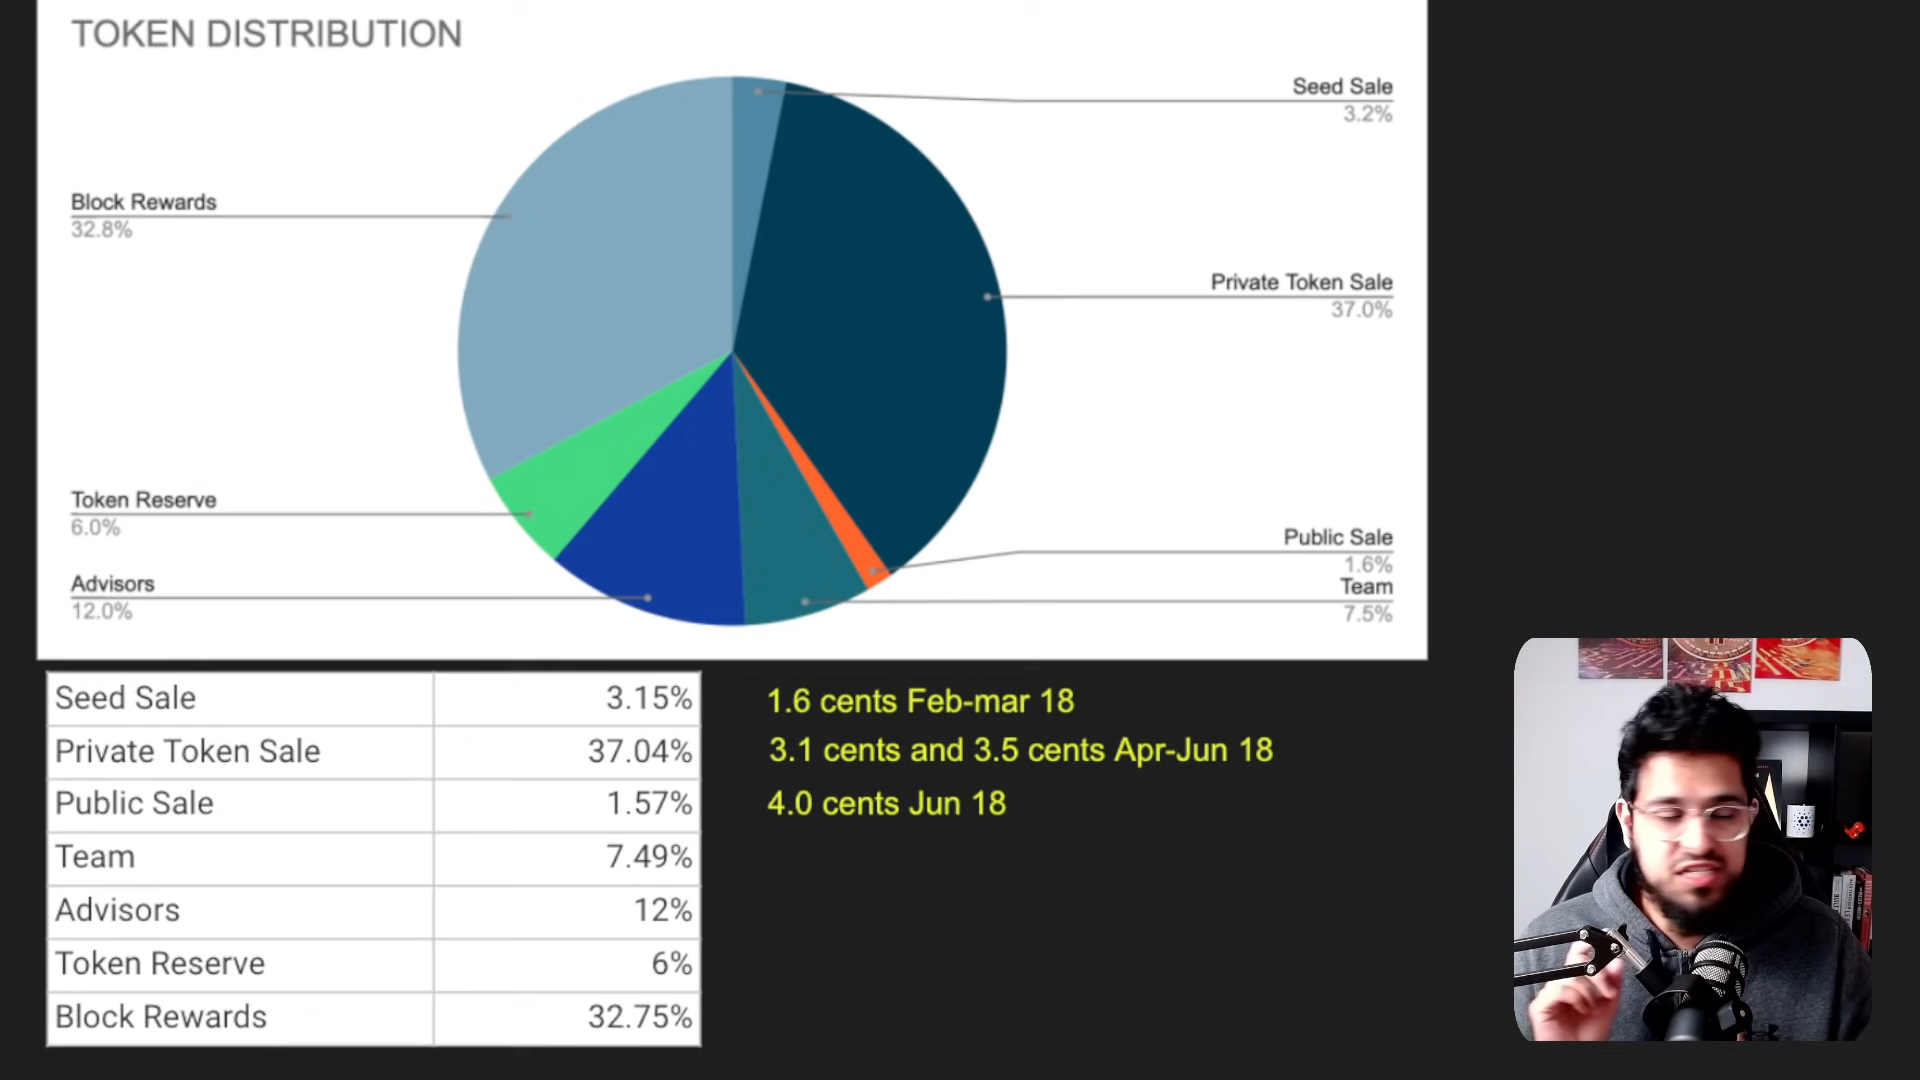 TOKEN DISTRIBUTION
Seed Sale
3.2%
Block Rewards
32.8%
Private Token Sale
37.0%
Token Reserve
6.0%
Public Sale
1.6%
Advisors
12.0%
Team
7.5%
Seed Sale 3.15% 1.6 cents Feb-mar 18
Private Token Sale 37.04% 3.1 cents and 3.5 cents Apr-Jun 18
Public Sale 1.57% 4.0 cents Jun 18
Team 7.49%
Advisors 12%
Token Reserve 6%
Block Rewards 32.75%